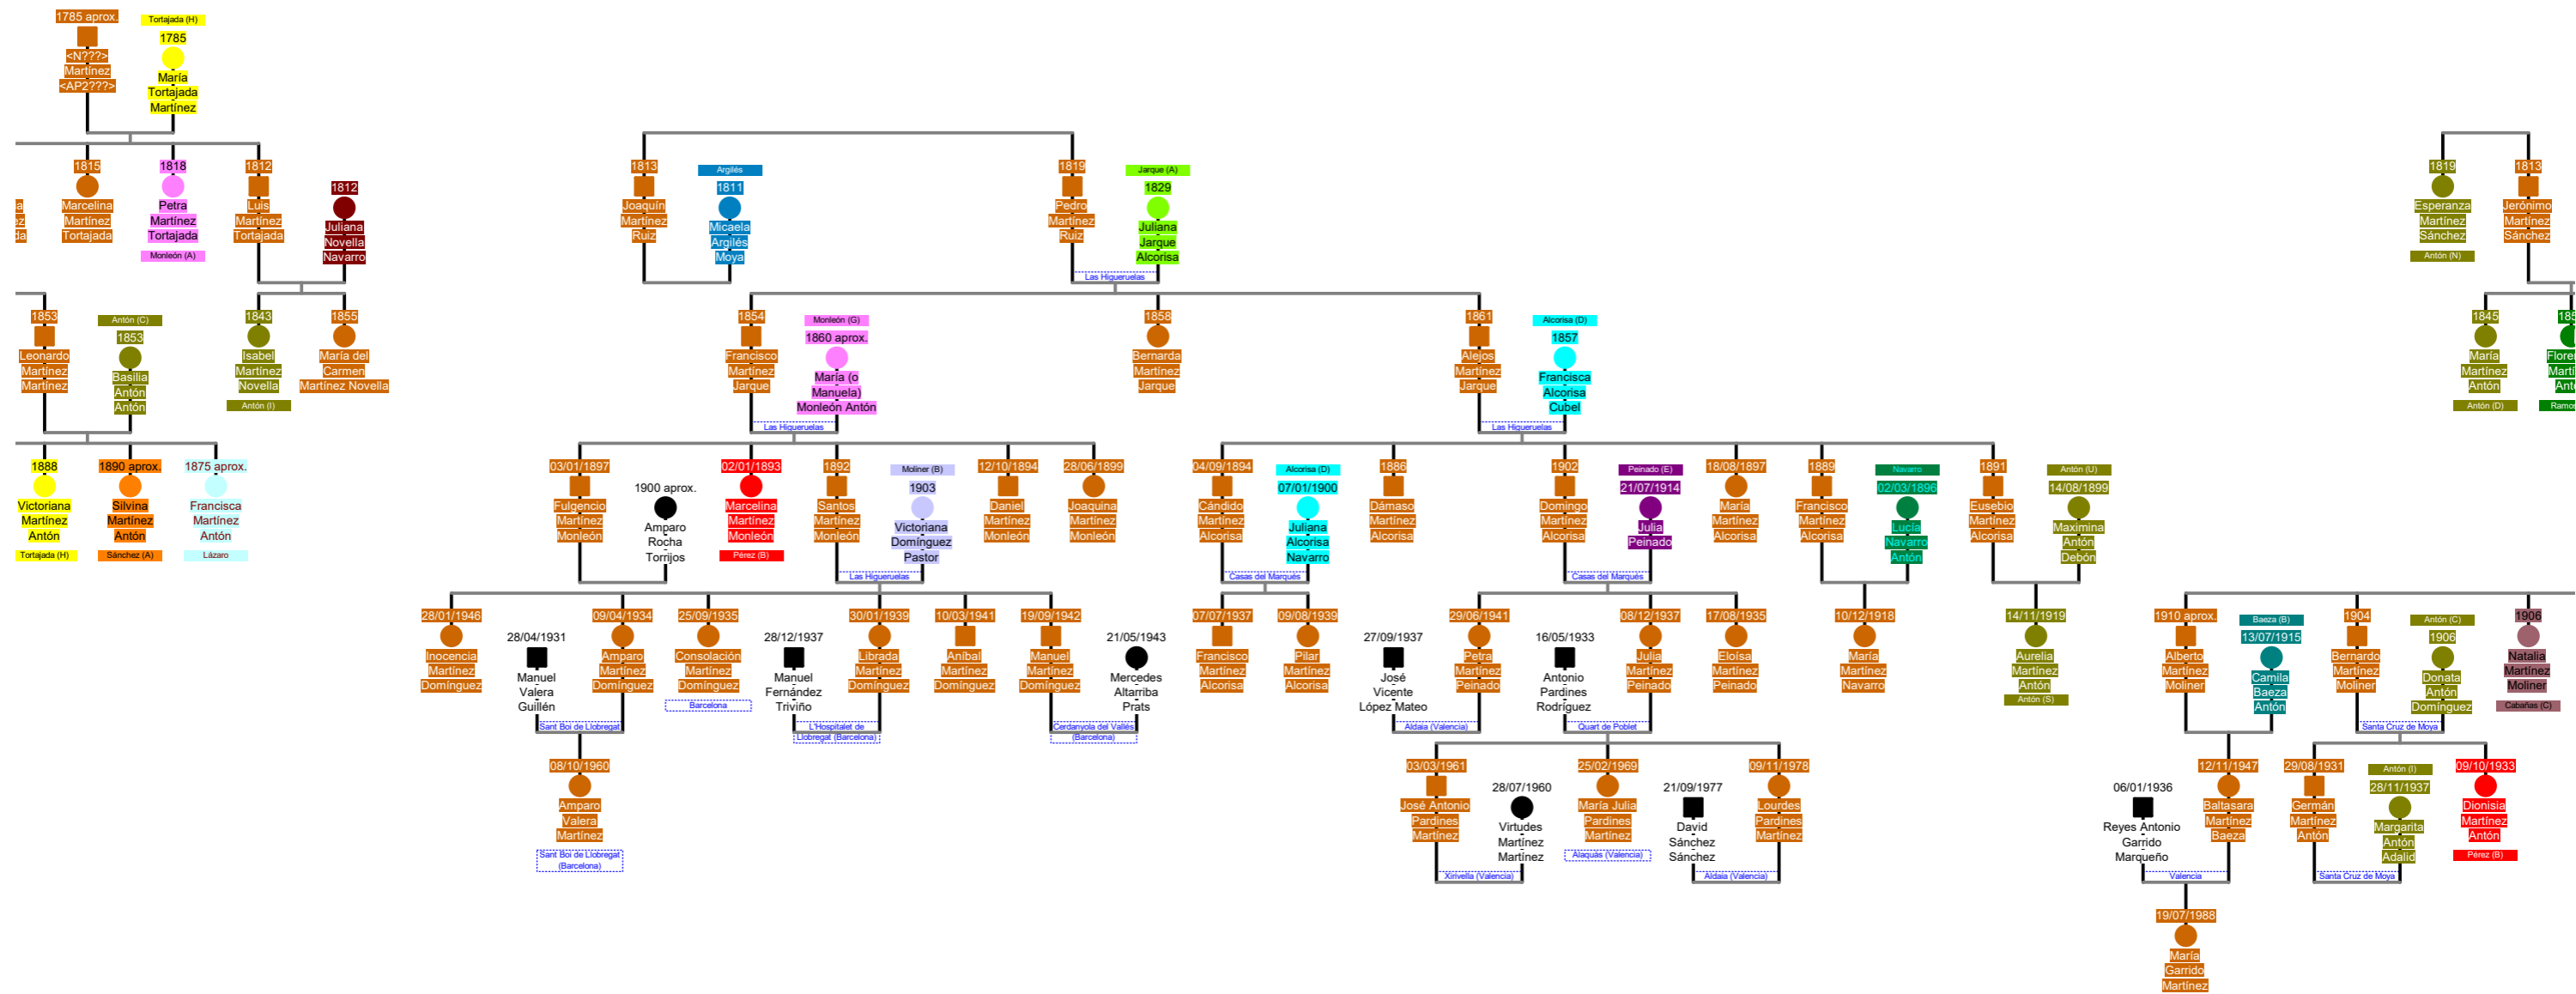 1785 aprox.
<N???>
Martínez
<AP2???>
Tortajada (H)
1785
María
Tortajada
Martínez
1815
Marcelina
Martínez
Tortajada
1818
Petra
Martínez
Tortajada
Monleón (A)
1812
Luis
Martínez
Tortajada
1812
Juliana
Novella
Navarro
1813
Joaquín
Martínez
Ruiz
Argilés
1811
Micaela
Argilés
Moya
1819
Pedro
Martínez
Ruiz
Jarque (A)
1829
Juliana
Jarque
Alcorisa
Las Higueruelas
1819
Esperanza
Martínez
Sánchez
Antón (N)
1813
Jerónimo
Martínez
Sánchez
1853
Leonardo
Martínez
Martínez
Antón (C)
1853
Basilia
Antón
Antón
1843
Isabel
Martínez
Novella
Antón (I)
1855
María del
Carmen
Martínez Novella
1854
Francisco
Martínez
Jarque
Monleón (G)
1860 aprox.
María (o
Manuela)
Monleón Antón
Las Higueruelas
1858
Bernarda
Martínez
Jarque
1861
Alejos
Martínez
Jarque
Alcorisa (D)
1857
Francisca
Alcorisa
Cubel
Las Higueruelas
1845
María
Martínez
Antón
Antón (D)
1888
Victoriana
Martínez
Antón
Tortajada (H)
1890 aprox.
Silvina
Martínez
Antón
Sánchez (A)
1875 aprox.
Francisca
Martínez
Antón
Lázaro
03/01/1897
Fulgencio
Martínez
Monleón
1900 aprox.
Amparo
Rocha
Torrijos
02/01/1893
Marcelina
Martínez
Monleón
Pérez (B)
1892
Santos
Martínez
Monleón
Moliner (B)
1903
Victoriana
Domínguez
Pastor
Las Higueruelas
12/10/1894
Daniel
Martínez
Monleón
28/06/1899
Joaquina
Martínez
Monleón
04/09/1894
Cándido
Martínez
Alcorisa
Alcorisa (D)
07/01/1900
Juliana
Alcorisa
Navarro
Casas del Marqués
1886
Dámaso
Martínez
Alcorisa
1902
Domingo
Martínez
Alcorisa
Peinado (E)
21/07/1914
Julia
Peinado
Casas del Marqués
18/08/1897
María
Martínez
Alcorisa
1889
Francisco
Martínez
Alcorisa
Navarro
02/03/1896
Lucía
Navarro
Antón
1891
Eusebio
Martínez
Alcorisa
Antón (U)
14/08/1899
Maximina
Antón
Debón
28/01/1946
Inocencia
Martínez
Domínguez
28/04/1931
Manuel
Valera
Guillén
09/04/1934
Amparo
Martínez
Domínguez
Sant Boi de Llobregat
25/09/1935
Consolación
Martínez
Domínguez
Barcelona
28/12/1937
Manuel
Fernández
Triviño
30/01/1939
Librada
Martínez
Domínguez
L'Hospitalet de
Llobregat (Barcelona)
10/03/1941
Aníbal
Martínez
Domínguez
19/09/1942
Manuel
Martínez
Domínguez
21/05/1943
Mercedes
Altarriba
Prats
Cerdanyola del Vallés
(Barcelona)
07/07/1937
Francisco
Martínez
Alcorisa
09/08/1939
Pilar
Martínez
Alcorisa
27/09/1937
José
Vicente
López Mateo
29/06/1941
Petra
Martínez
Peinado
Aldaia (Valencia)
16/05/1933
Antonio
Pardines
Rodríguez
08/12/1937
Julia
Martínez
Peinado
Quart de Poblet
17/08/1935
Eloísa
Martínez
Peinado
10/12/1918
María
Martínez
Navarro
14/11/1919
Aurelia
Martínez
Antón
Antón (S)
1910 aprox.
Alberto
Martínez
Moliner
Baeza (B)
13/07/1915
Camila
Baeza
Antón
1904
Bernardo
Martínez
Moliner
Antón (C)
1906
Donata
Antón
Domínguez
Santa Cruz de Moya
1906
Natalia
Martínez
Moliner
Cabañas (C)
08/10/1960
Amparo
Valera
Martínez
Sant Boi de Llobregat
(Barcelona)
03/03/1961
José Antonio
Pardines
Martínez
28/07/1960
Virtudes
Martínez
Martínez
Xirivella (Valencia)
25/02/1969
María Julia
Pardines
Martínez
Alaquás (Valencia)
21/09/1977
David
Sánchez
Sánchez
09/11/1978
Lourdes
Pardines
Martínez
Aldaia (Valencia)
06/01/1936
Reyes Antonio
Garrido
Marqueño
12/11/1947
Baltasara
Martínez
Baeza
Valencia
29/08/1931
Germán
Martínez
Antón
Antón (I)
28/11/1937
Margarita
Antón
Adalid
Santa Cruz de Moya
09/10/1933
Dionisia
Martínez
Antón
Pérez (B)
19/07/1988
María
Garrido
Martínez